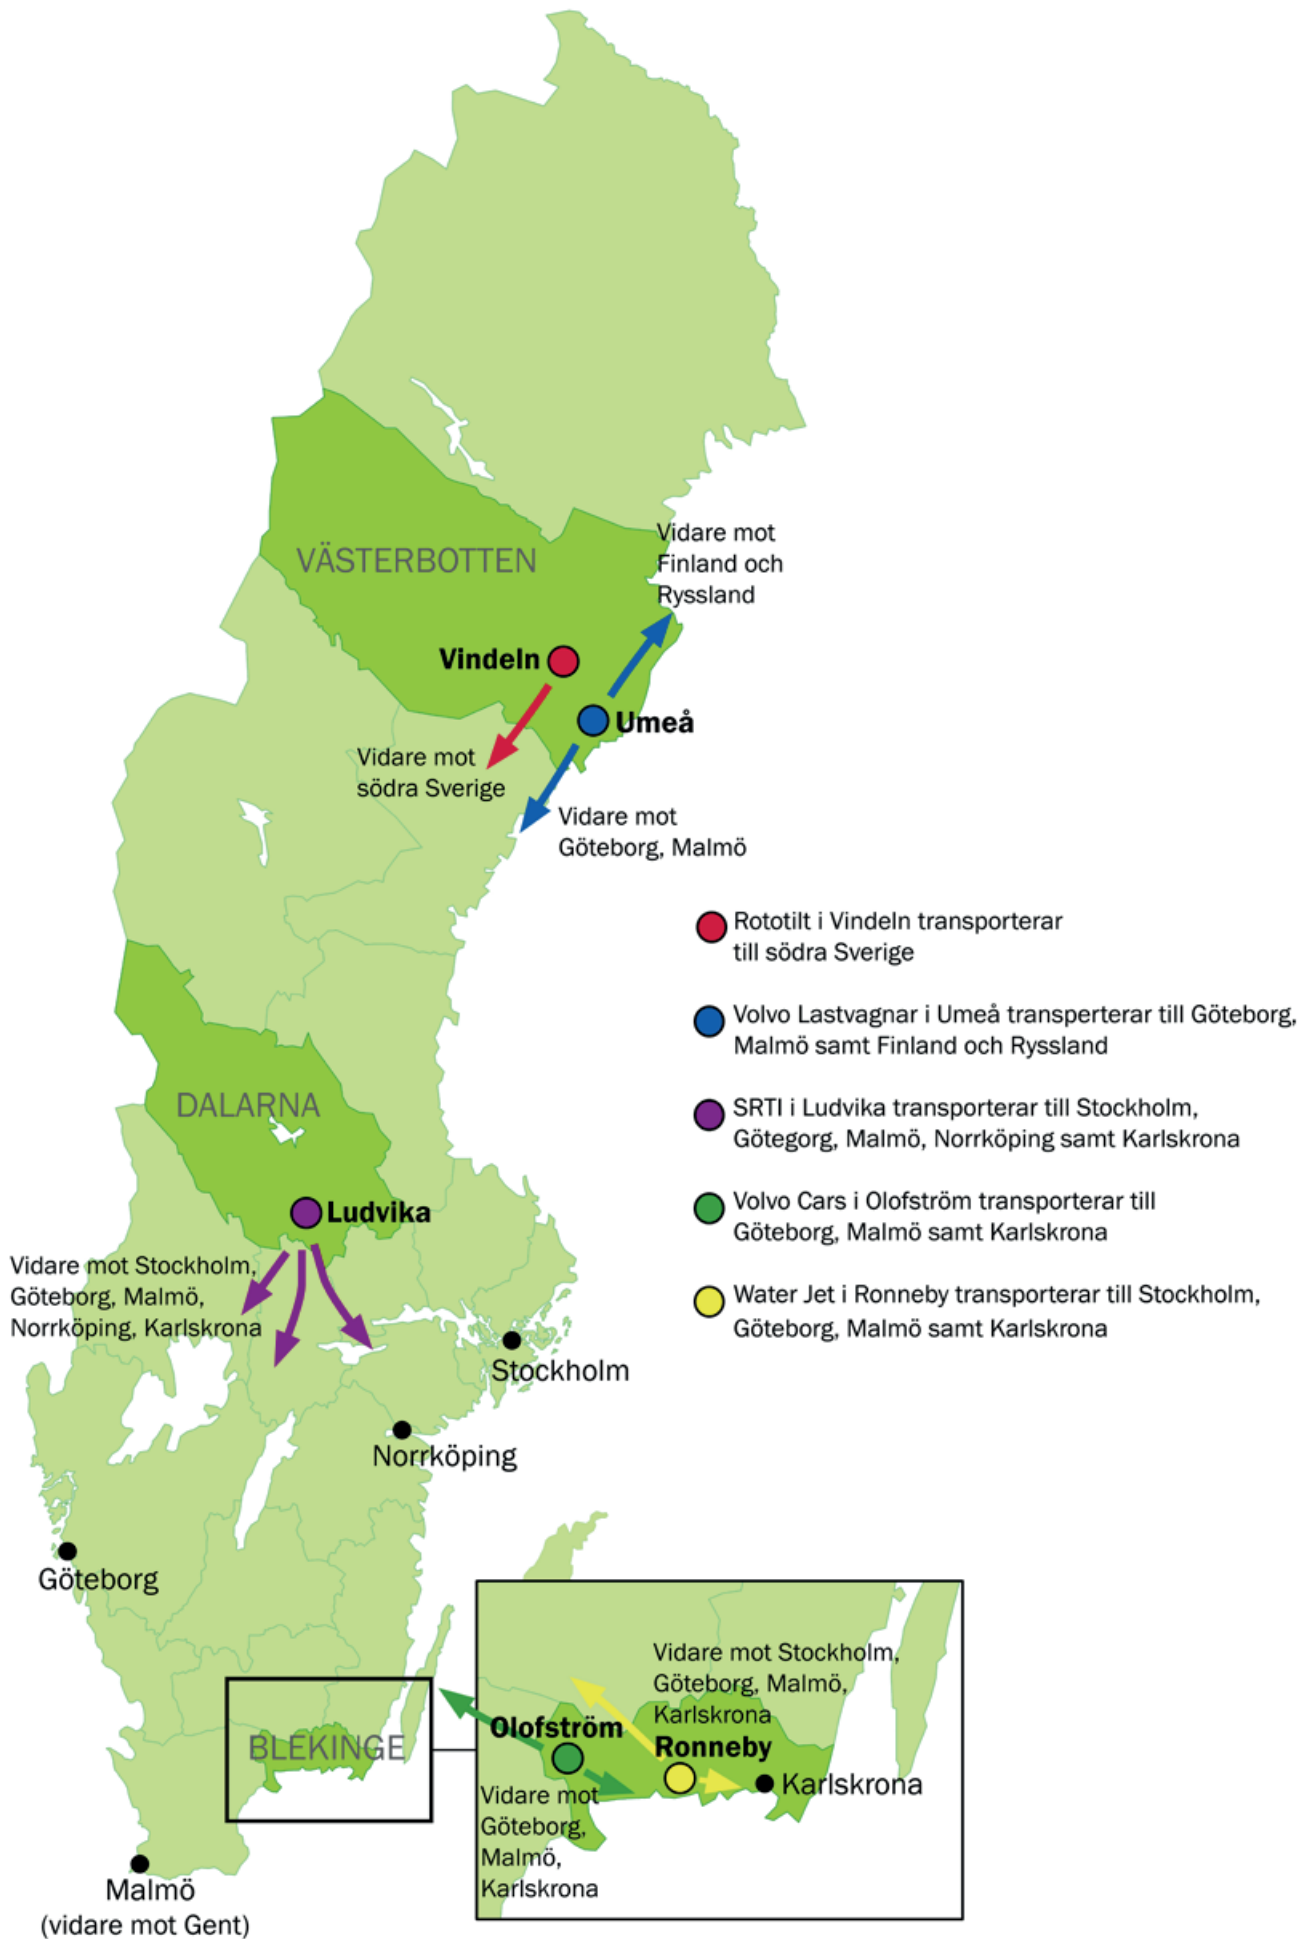 VÄSTERBOTTEN
Vidare mot
Finland och
Ryssland
Vindeln
Umeå
Vidare mot
södra Sverige
Vidare mot
Göteborg, Malmö
Rototilt i Vindeln transporterar
till södra Sverige
Volvo Lastvagnar i Umeå transperterar till Göteborg,
Malmö samt Finland och Ryssland
SRTI i Ludvika transporterar till Stockholm,
Götegorg, Malmö, Norrköping samt Karlskrona
Volvo Cars i Olofström transporterar till
Göteborg, Malmö samt Karlskrona
Water Jet i Ronneby transporterar till Stockholm,
Göteborg, Malmö samt Karlskrona
DALARNA
Ludvika
Vidare mot Stockholm,
Göteborg, Malmö,
Norrköping, Karlskrona
Stockholm
Norrköping
Göteborg
BLEKINGE
Malmö
(vidare mot Gent)
Vidare mot Stockholm,
Göteborg, Malmö,
Karlskrona
Olofström
Ronneby
Karlskrona
Vidare mot
Göteborg,
Malmö,
Karlskrona